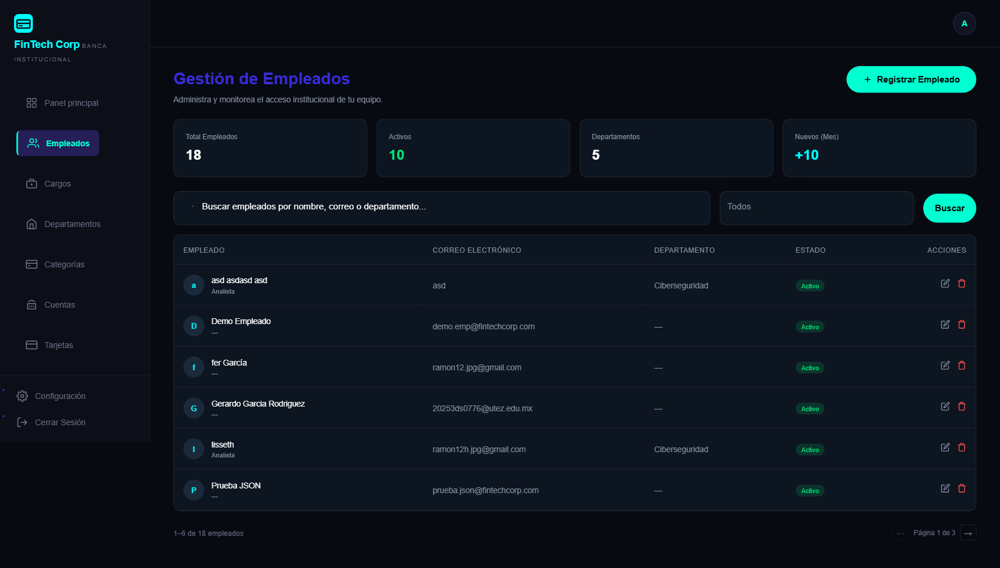 FinTech Corp BANCA
INSTITUCIONAL
A
Panel principal
Empleados
Cargos
Departamentos
Categorías
Cuentas
Tarjetas
Configuración
Cerrar Sesión
Gestión de Empleados
Administra y monitorea el acceso institucional de tu equipo.
+ Registrar Empleado
Total Empleados
18
Activos
10
Departamentos
5
Nuevos (Mes)
+10
Buscar empleados por nombre, correo o departamento...
Todos
Buscar
EMPLEADO CORREO ELECTRÓNICO DEPARTAMENTO ESTADO ACCIONES
a asd asdasd asd asd Ciberseguridad Activo
Analista
D Demo Empleado demo.emp@fintechcorp.com — Activo
—
f fer García ramon12.jpg@gmail.com — Activo
—
G Gerardo Garcia Rodriguez 20253ds0776@utez.edu.mx — Activo
—
l lisseth ramon12h.jpg@gmail.com Ciberseguridad Activo
Analista
P Prueba JSON prueba.json@fintechcorp.com — Activo
—
1–6 de 18 empleados
← Página 1 de 3 →